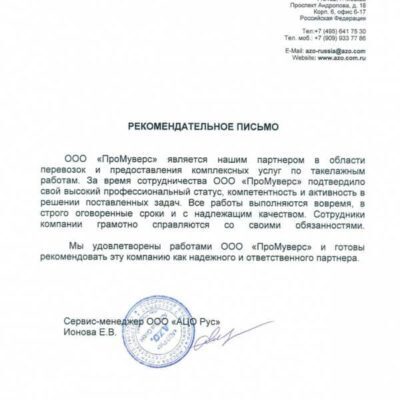 Проспект Андропова, д. 18
Корп. 6, офис 6-17
Российская Федерация
Тел:+7 (495) 641 75 30
Тел. моб.: +7 (909) 933 77 86
E-Mail: azo-russia@azo.com
Website: www.azo.com.ru
РЕКОМЕНДАТЕЛЬНОЕ ПИСЬМО
ООО «ПроМуверс» является нашим партнером в области
перевозок и предоставления комплексных услуг по такелажным
работам. За время сотрудничества ООО «ПроМуверс» подтвердило
свой высокий профессиональный статус, компетентность и активность в
решении поставленных задач. Все работы выполняются вовремя, в
строго оговоренные сроки и с надлежащим качеством. Сотрудники
компании грамотно справляются со своими обязанностями.
Мы удовлетворены работами ООО «ПроМуверс» и готовы
рекомендовать эту компанию как надежного и ответственного партнера.
Сервис-менеджер ООО «АЦО Рус»
Ионова Е.В.